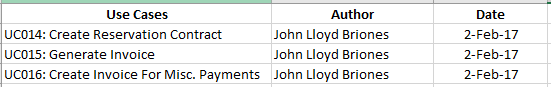 Use Cases Author Date
UC014: Create Reservation Contract John Lloyd Briones 2-Feb-17
UC015: Generate Invoice John Lloyd Briones 2-Feb-17
UC016: Create Invoice For Misc. Payments John Lloyd Briones 2-Feb-17